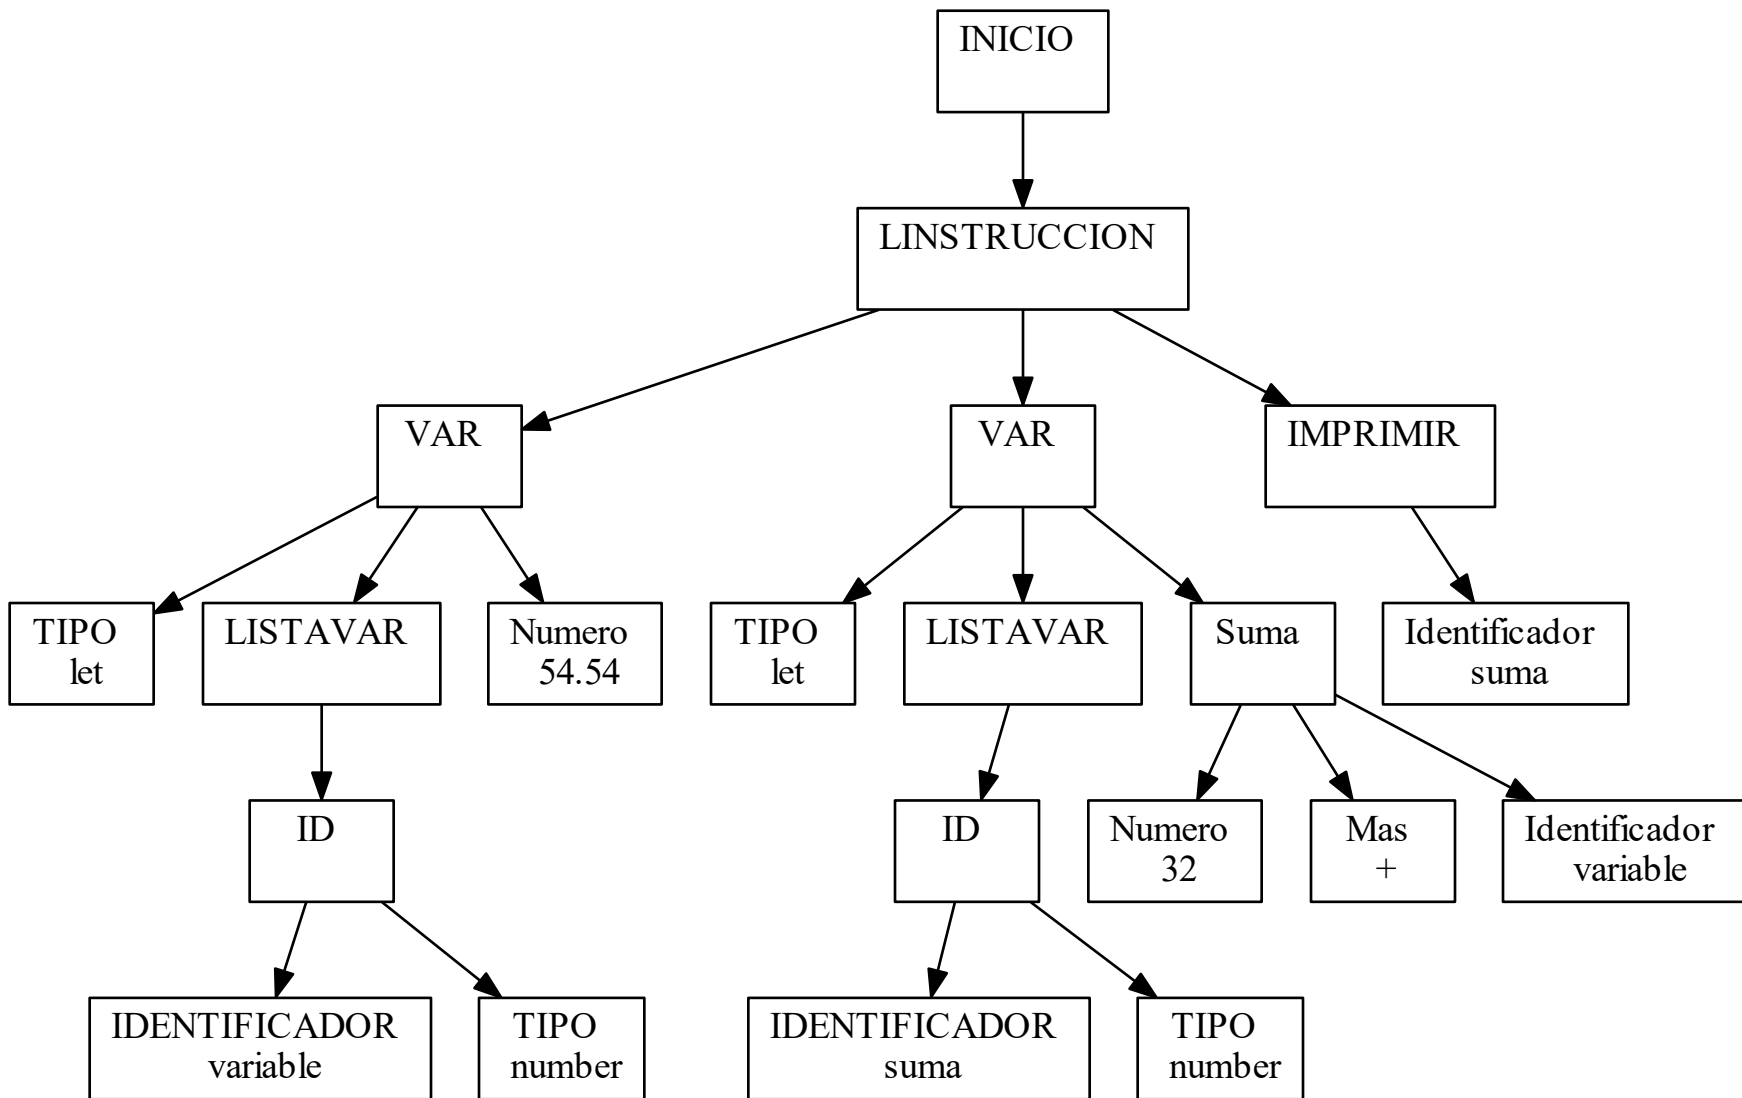 INICIO
LINSTRUCCION
VAR
VAR
IMPRIMIR
TIPO
let
LISTAVAR
Numero
54.54
TIPO
let
LISTAVAR
Suma
Identificador
suma
ID
ID
Numero
32
Mas
+
Identificador
variable
IDENTIFICADOR
variable
TIPO
number
IDENTIFICADOR
suma
TIPO
number